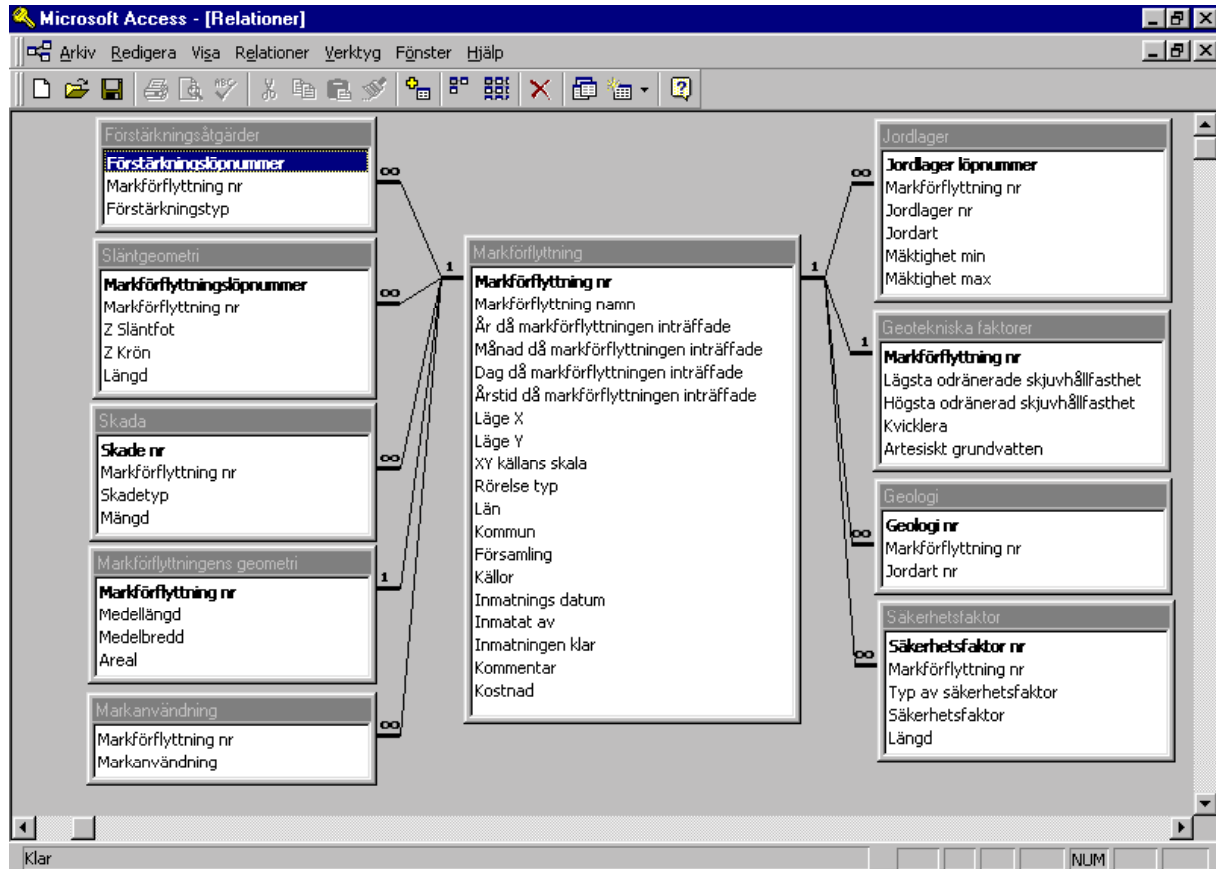 Microsoft Access - [Relationer]
Arkiv Redigera Visa Relationer Verktyg Fönster Hjälp
ABC
Förstärkningsåtgärder
Förstärkningslöpnummer
Markförflyttning nr
Förstärkningstyp
∞
Släntgeometri
Markförflyttningslöpnummer
Markförflyttning nr
Z Släntfot
Z Krön
Längd
∞
Skada
Skade nr
Markförflyttning nr
Skadetyp
Mängd
∞
Markförflyttningens geometri
Markförflyttning nr
Medellängd
Medelbredd
Areal
1
Markanvändning
Markförflyttning nr
Markanvändning
∞
1
Markförflyttning
Markförflyttning nr
Markförflyttning namn
År då markförflyttningen inträffade
Månad då markförflyttningen inträffade
Dag då markförflyttningen inträffade
Årstid då markförflyttningen inträffade
Läge X
Läge Y
XY källans skala
Rörelse typ
Län
Kommun
Församling
Källor
Inmatnings datum
Inmatat av
Inmatningen klar
Kommentar
Kostnad
1
Jordlager
∞
Jordlager löpnummer
Markförflyttning nr
Jordlager nr
Jordart
Mäktighet min
Mäktighet max
Geotekniska faktorer
1
Markförflyttning nr
Lägsta odränerade skjuvhållfasthet
Högsta odränerad skjuvhållfasthet
Kvicklera
Artesiskt grundvatten
Geologi
∞
Geologi nr
Markförflyttning nr
Jordart nr
Säkerhetsfaktor
∞
Säkerhetsfaktor nr
Markförflyttning nr
Typ av säkerhetsfaktor
Säkerhetsfaktor
Längd
Klar
NUM